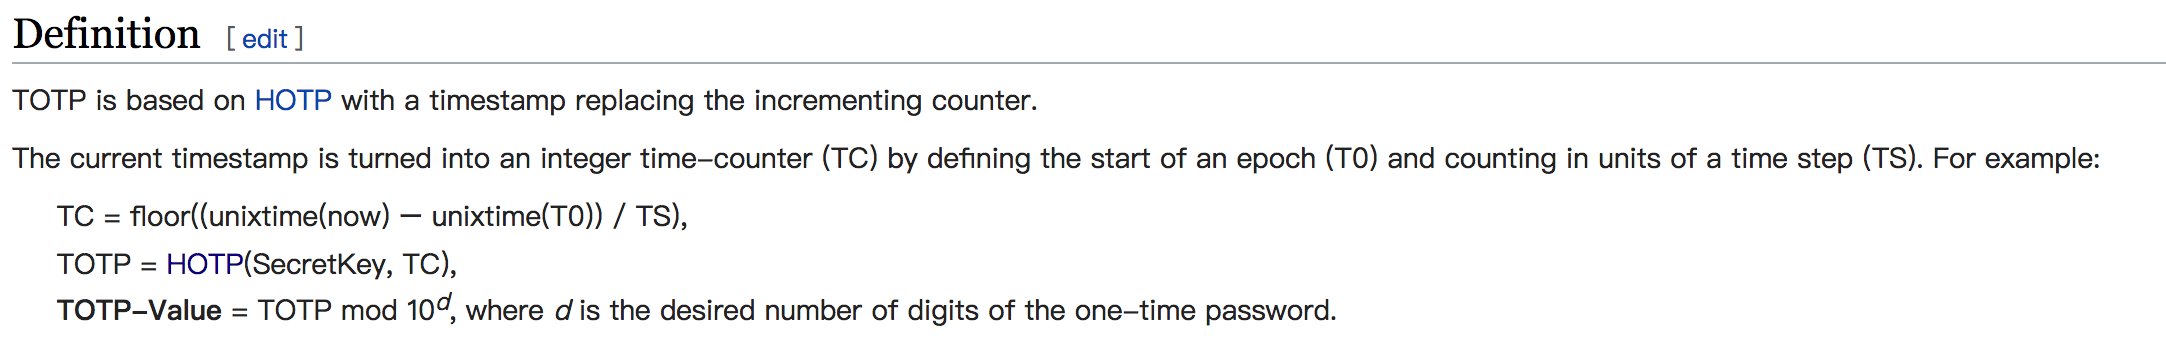 Definition [ edit ]
TOTP is based on HOTP with a timestamp replacing the incrementing counter.
The current timestamp is turned into an integer time-counter (TC) by defining the start of an epoch (T0) and counting in units of a time step (TS). For example:
TC = floor((unixtime(now) − unixtime(T0)) / TS),
TOTP = HOTP(SecretKey, TC),
TOTP-Value = TOTP mod 10^d, where d is the desired number of digits of the one-time password.